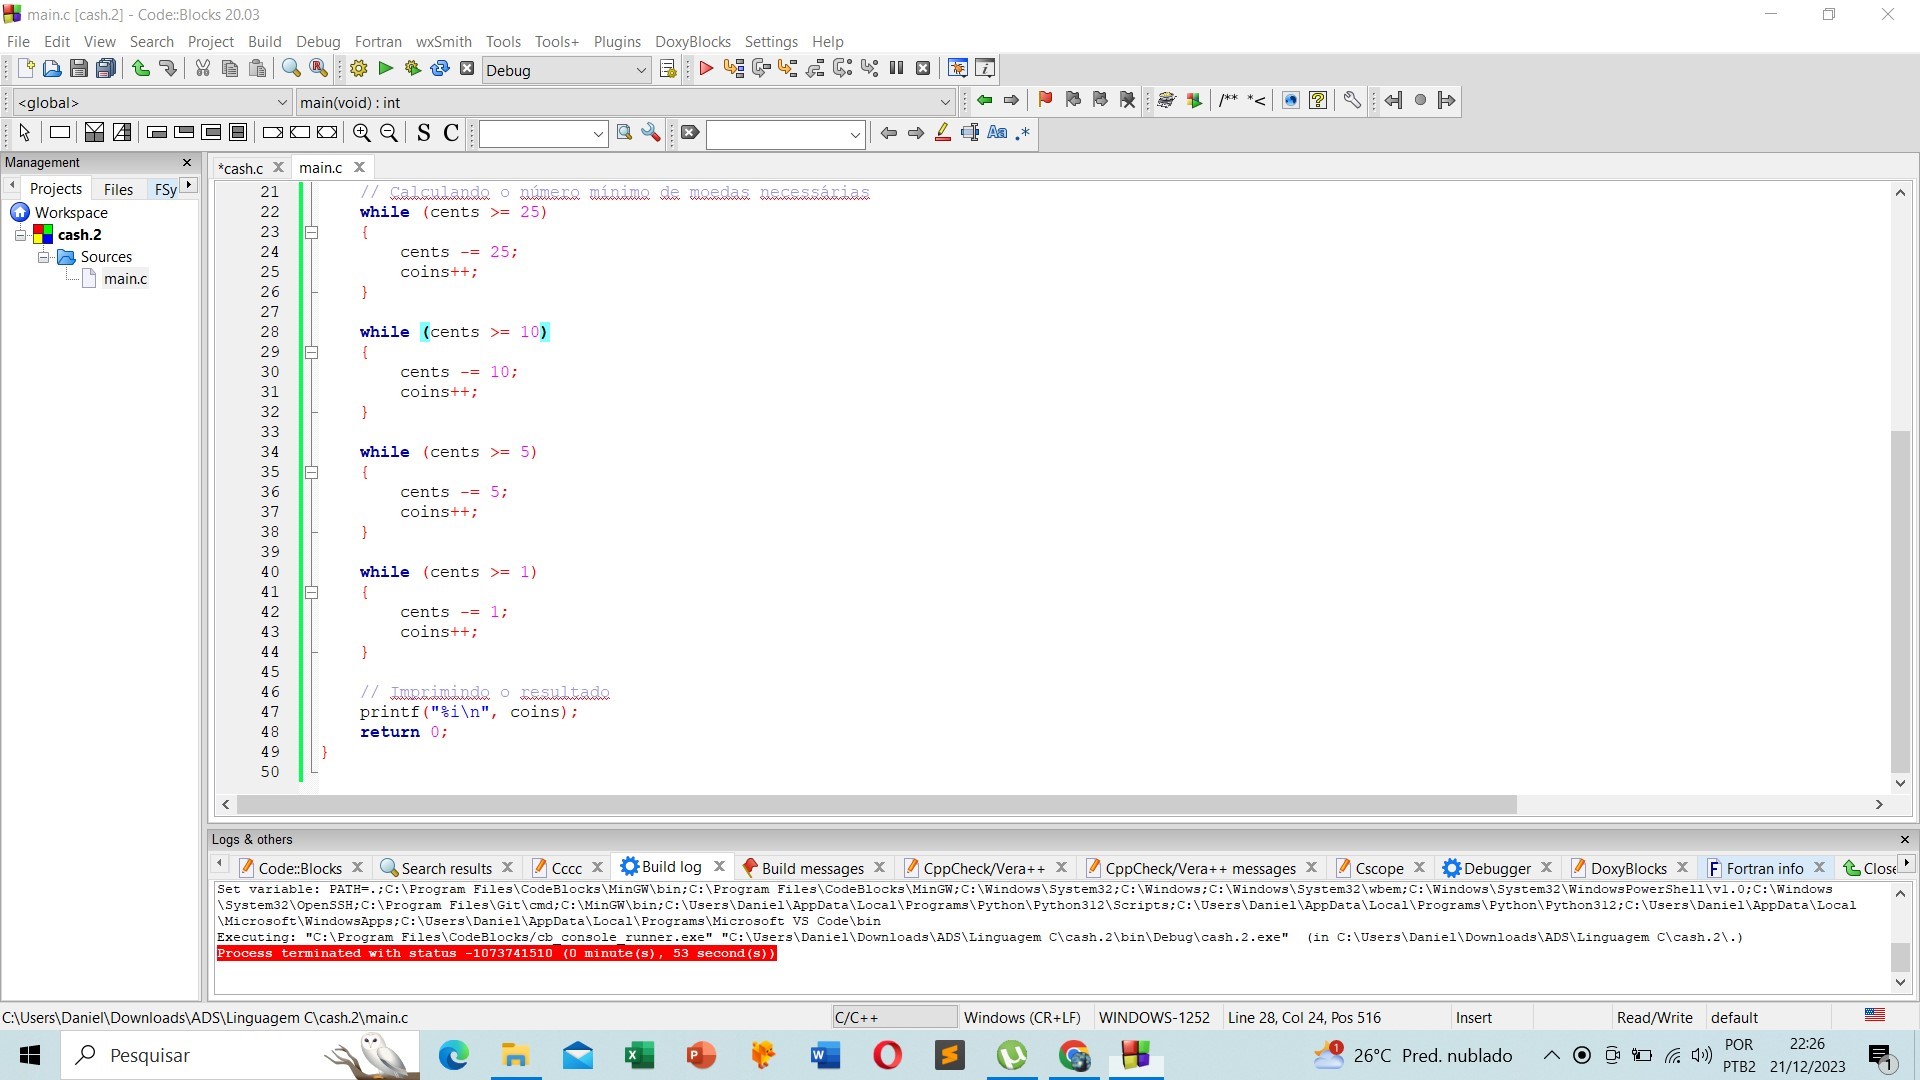 main.c [cash.2] - Code::Blocks 20.03
File Edit View Search Project Build Debug Fortran wxSmith Tools Tools+ Plugins DoxyBlocks Settings Help
Debug
<global> main(void) : int
/** *<
S C Aa .*
Management
*cash.c main.c
Projects Files FSy
Workspace
cash.2
Sources
main.c
21 // Calculando o número mínimo de moedas necessárias
22 while (cents >= 25)
23 {
24 cents -= 25;
25 coins++;
26 }
27
28 while (cents >= 10)
29 {
30 cents -= 10;
31 coins++;
32 }
33
34 while (cents >= 5)
35 {
36 cents -= 5;
37 coins++;
38 }
39
40 while (cents >= 1)
41 {
42 cents -= 1;
43 coins++;
44 }
45
46 // Imprimindo o resultado
47 printf("%i\n", coins);
48 return 0;
49 }
50
Logs & others
Code::Blocks Search results Cccc Build log Build messages CppCheck/Vera++ CppCheck/Vera++ messages Cscope Debugger DoxyBlocks Fortran info Close
Set variable: PATH=.;C:\Program Files\CodeBlocks\MinGW\bin;C:\Program Files\CodeBlocks\MinGW;C:\Windows\System32;C:\Windows;C:\Windows\System32\wbem;C:\Windows\System32\WindowsPowerShell\v1.0;C:\Windows
\System32\OpenSSH;C:\Program Files\Git\cmd;C:\MinGW\bin;C:\Users\Daniel\AppData\Local\Programs\Python\Python312\Scripts;C:\Users\Daniel\AppData\Local\Programs\Python\Python312;C:\Users\Daniel\AppData\Local
\Microsoft\WindowsApps;C:\Users\Daniel\AppData\Local\Programs\Microsoft VS Code\bin
Executing: "C:\Program Files\CodeBlocks/cb_console_runner.exe" "C:\Users\Daniel\Downloads\ADS\Linguagem C\cash.2\bin\Debug\cash.2.exe" (in C:\Users\Daniel\Downloads\ADS\Linguagem C\cash.2\.)
Process terminated with status -1073741510 (0 minute(s), 53 second(s))
C:\Users\Daniel\Downloads\ADS\Linguagem C\cash.2\main.c C/C++ Windows (CR+LF) WINDOWS-1252 Line 28, Col 24, Pos 516 Insert Read/Write default
Pesquisar
1 26°C Pred. nublado
POR
PTB2
22:26
21/12/2023
1